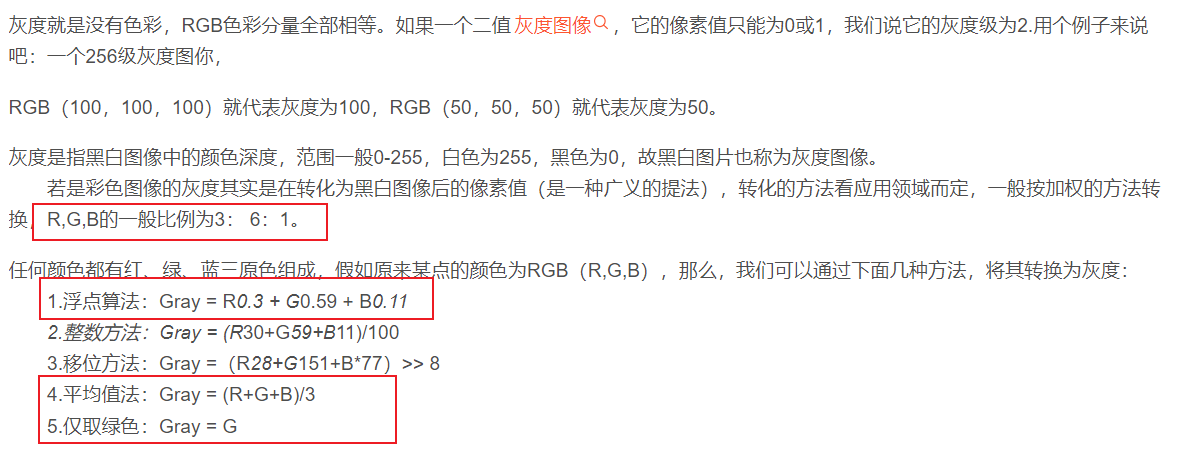 灰度就是没有色彩，RGB色彩分量全部相等。如果一个二值 灰度图像，它的像素值只能为0或1，我们说它的灰度级为2.用个例子来说
吧：一个256级灰度图你，
RGB（100，100，100）就代表灰度为100，RGB（50，50，50）就代表灰度为50。
灰度是指黑白图像中的颜色深度，范围一般0-255，白色为255，黑色为0，故黑白图片也称为灰度图像。
若是彩色图像的灰度其实是在转化为黑白图像后的像素值（是一种广义的提法），转化的方法看应用领域而定，一般按加权的方法转
换，R,G,B的一般比例为3： 6：1。
任何颜色都有红、绿、蓝三原色组成，假如原来某点的颜色为RGB（R,G,B），那么，我们可以通过下面几种方法，将其转换为灰度：
1.浮点算法：Gray = R0.3 + G0.59 + B0.11
2.整数方法：Gray = (R30+G59+B11)/100
3.移位方法：Gray =（R28+G151+B*77）>> 8
4.平均值法：Gray = (R+G+B)/3
5.仅取绿色：Gray = G